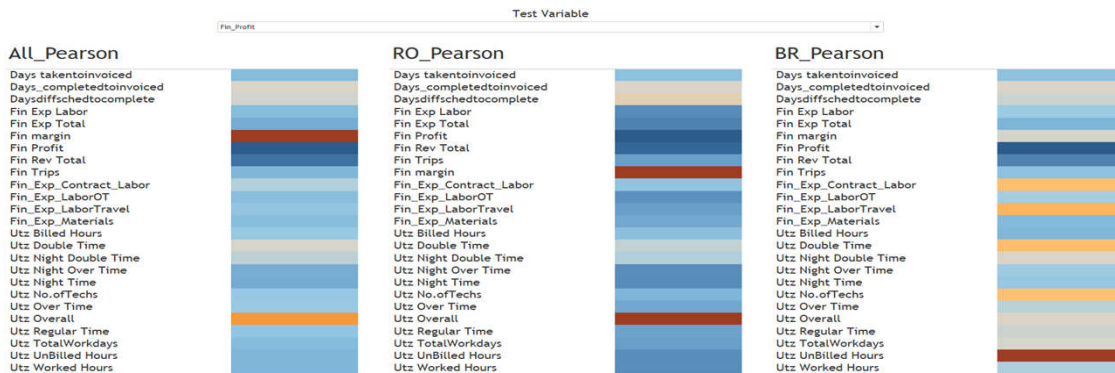 Test Variable
Fin_Profit
All_Pearson
Days takentoinvoiced
Days_completedtoinvoiced
Daysdiffschedtocomplete
Fin Exp Labor
Fin Exp Total
Fin margin
Fin Profit
Fin Rev Total
Fin Trips
Fin_Exp_Contract_Labor
Fin_Exp_LaborOT
Fin_Exp_LaborTravel
Fin_Exp_Materials
Utz Billed Hours
Utz Double Time
Utz Night Double Time
Utz Night Over Time
Utz Night Time
Utz No.ofTechs
Utz Over Time
Utz Overall
Utz Regular Time
Utz TotalWorkdays
Utz UnBilled Hours
Utz Worked Hours
RO_Pearson
Days takentoinvoiced
Days_completedtoinvoiced
Daysdiffschedtocomplete
Fin Exp Labor
Fin Exp Total
Fin Profit
Fin Rev Total
Fin Trips
Fin margin
Fin_Exp_Contract_Labor
Fin_Exp_LaborOT
Fin_Exp_LaborTravel
Fin_Exp_Materials
Utz Billed Hours
Utz Double Time
Utz Night Double Time
Utz Night Over Time
Utz Night Time
Utz No.ofTechs
Utz Over Time
Utz Overall
Utz Regular Time
Utz TotalWorkdays
Utz UnBilled Hours
Utz Worked Hours
BR_Pearson
Days takentoinvoiced
Days_completedtoinvoiced
Daysdiffschedtocomplete
Fin Exp Labor
Fin Exp Total
Fin margin
Fin Profit
Fin Rev Total
Fin Trips
Fin_Exp_Contract_Labor
Fin_Exp_LaborOT
Fin_Exp_LaborTravel
Fin_Exp_Materials
Utz Billed Hours
Utz Double Time
Utz Night Double Time
Utz Night Over Time
Utz Night Time
Utz No.ofTechs
Utz Over Time
Utz Overall
Utz Regular Time
Utz TotalWorkdays
Utz UnBilled Hours
Utz Worked Hours